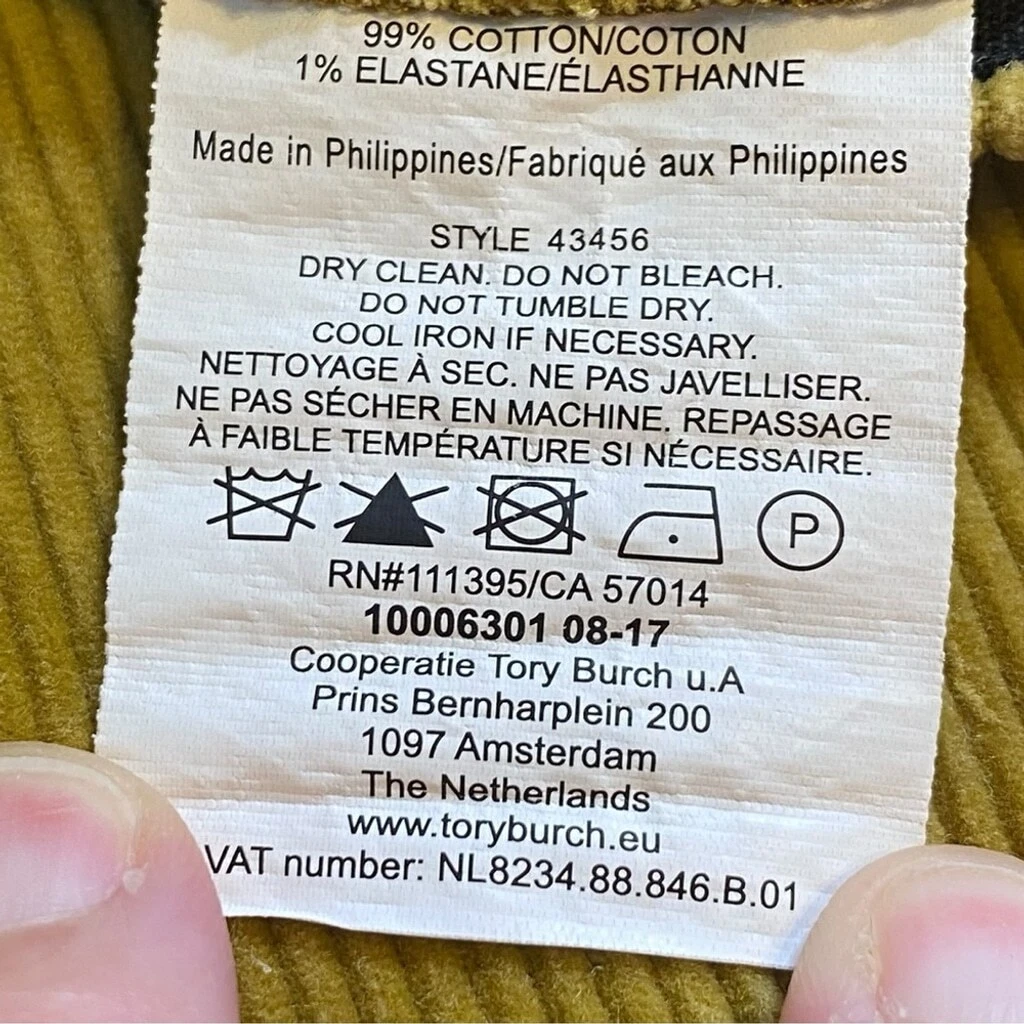 99% COTTON/COTON
1% ELASTANE/ÉLASTHANNE
Made in Philippines/Fabriqué aux Philippines
STYLE 43456
DRY CLEAN. DO NOT BLEACH.
DO NOT TUMBLE DRY.
COOL IRON IF NECESSARY.
NETTOYAGE À SEC. NE PAS JAVELLISER.
NE PAS SÉCHER EN MACHINE. REPASSAGE
À FAIBLE TEMPÉRATURE SI NÉCESSAIRE.
P
RN#111395/CA 57014
10006301 08-17
Cooperatie Tory Burch u.A
Prins Bernharplein 200
1097 Amsterdam
The Netherlands
www.toryburch.eu
VAT number: NL8234.88.846.B.01